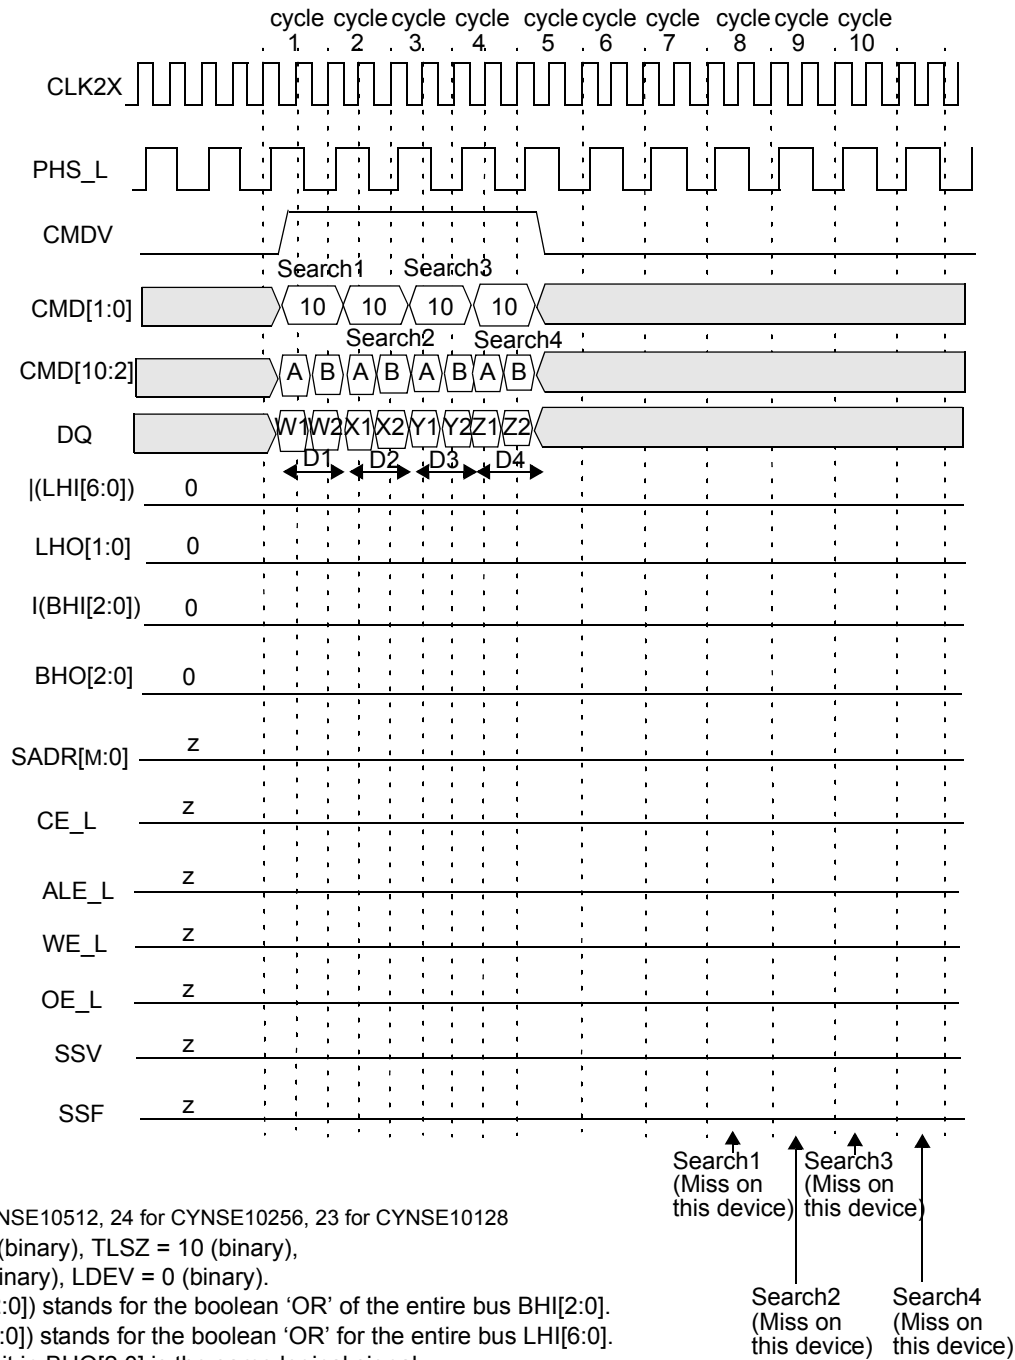 cycle cycle cycle cycle cycle cycle cycle cycle cycle cycle
1 2 3 4 5 6 7 8 9 10
CLK2X
PHS_L
CMDV
Search1 Search3
CMD[1:0] 10 10 10 10
Search2 Search4
CMD[10:2] A B A B A B A B
DQ W1 W2 X1 X2 Y1 Y2 Z1 Z2
D1 D2 D3 D4
|(LHI[6:0]) 0
LHO[1:0] 0
I(BHI[2:0]) 0
BHO[2:0] 0
SADR[M:0] z
CE_L z
ALE_L z
WE_L z
OE_L z
SSV z
SSF z
Search1 Search3
(Miss on (Miss on
this device) this device)
NSE10512, 24 for CYNSE10256, 23 for CYNSE10128
(binary), TLSZ = 10 (binary),
inary), LDEV = 0 (binary).
:0]) stands for the boolean ‘OR’ of the entire bus BHI[2:0].
:0]) stands for the boolean ‘OR’ for the entire bus LHI[6:0].
Search2 Search4
(Miss on (Miss on
this device) this device)